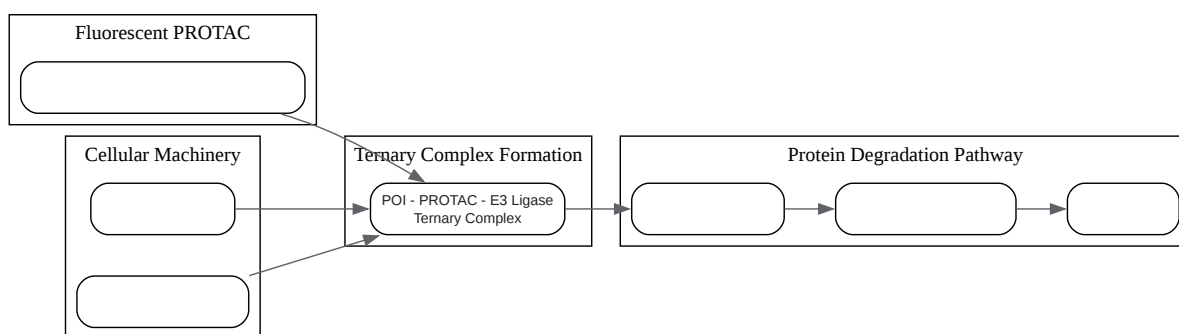 Fluorescent PROTAC
Cellular Machinery
Ternary Complex Formation
POI - PROTAC - E3 Ligase
Ternary Complex
Protein Degradation Pathway